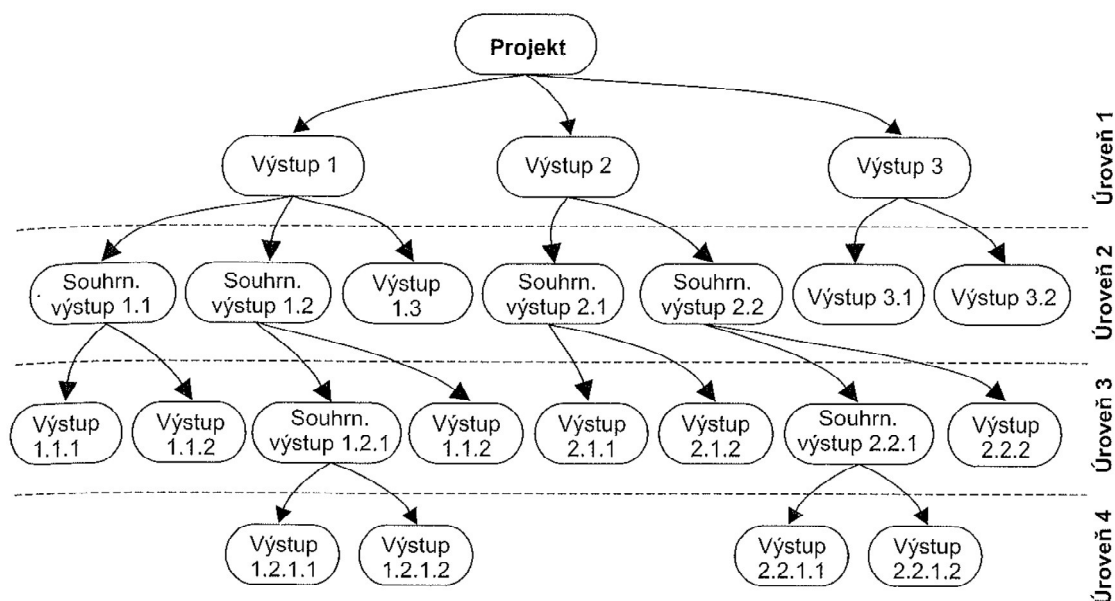 Projekt
Úroveň 1
Výstup 1
Výstup 2
Výstup 3
Úroveň 2
Souhrn.
výstup 1.1
Souhrn.
výstup 1.2
Výstup
1.3
Souhrn.
výstup 2.1
Souhrn.
výstup 2.2
Výstup 3.1
Výstup 3.2
Úroveň 3
Výstup
1.1.1
Výstup
1.1.2
Souhrn.
výstup 1.2.1
Výstup
1.1.2
Výstup
2.1.1
Výstup
2.1.2
Souhrn.
výstup 2.2.1
Výstup
2.2.2
Úroveň 4
Výstup
1.2.1.1
Výstup
1.2.1.2
Výstup
2.2.1.1
Výstup
2.2.1.2